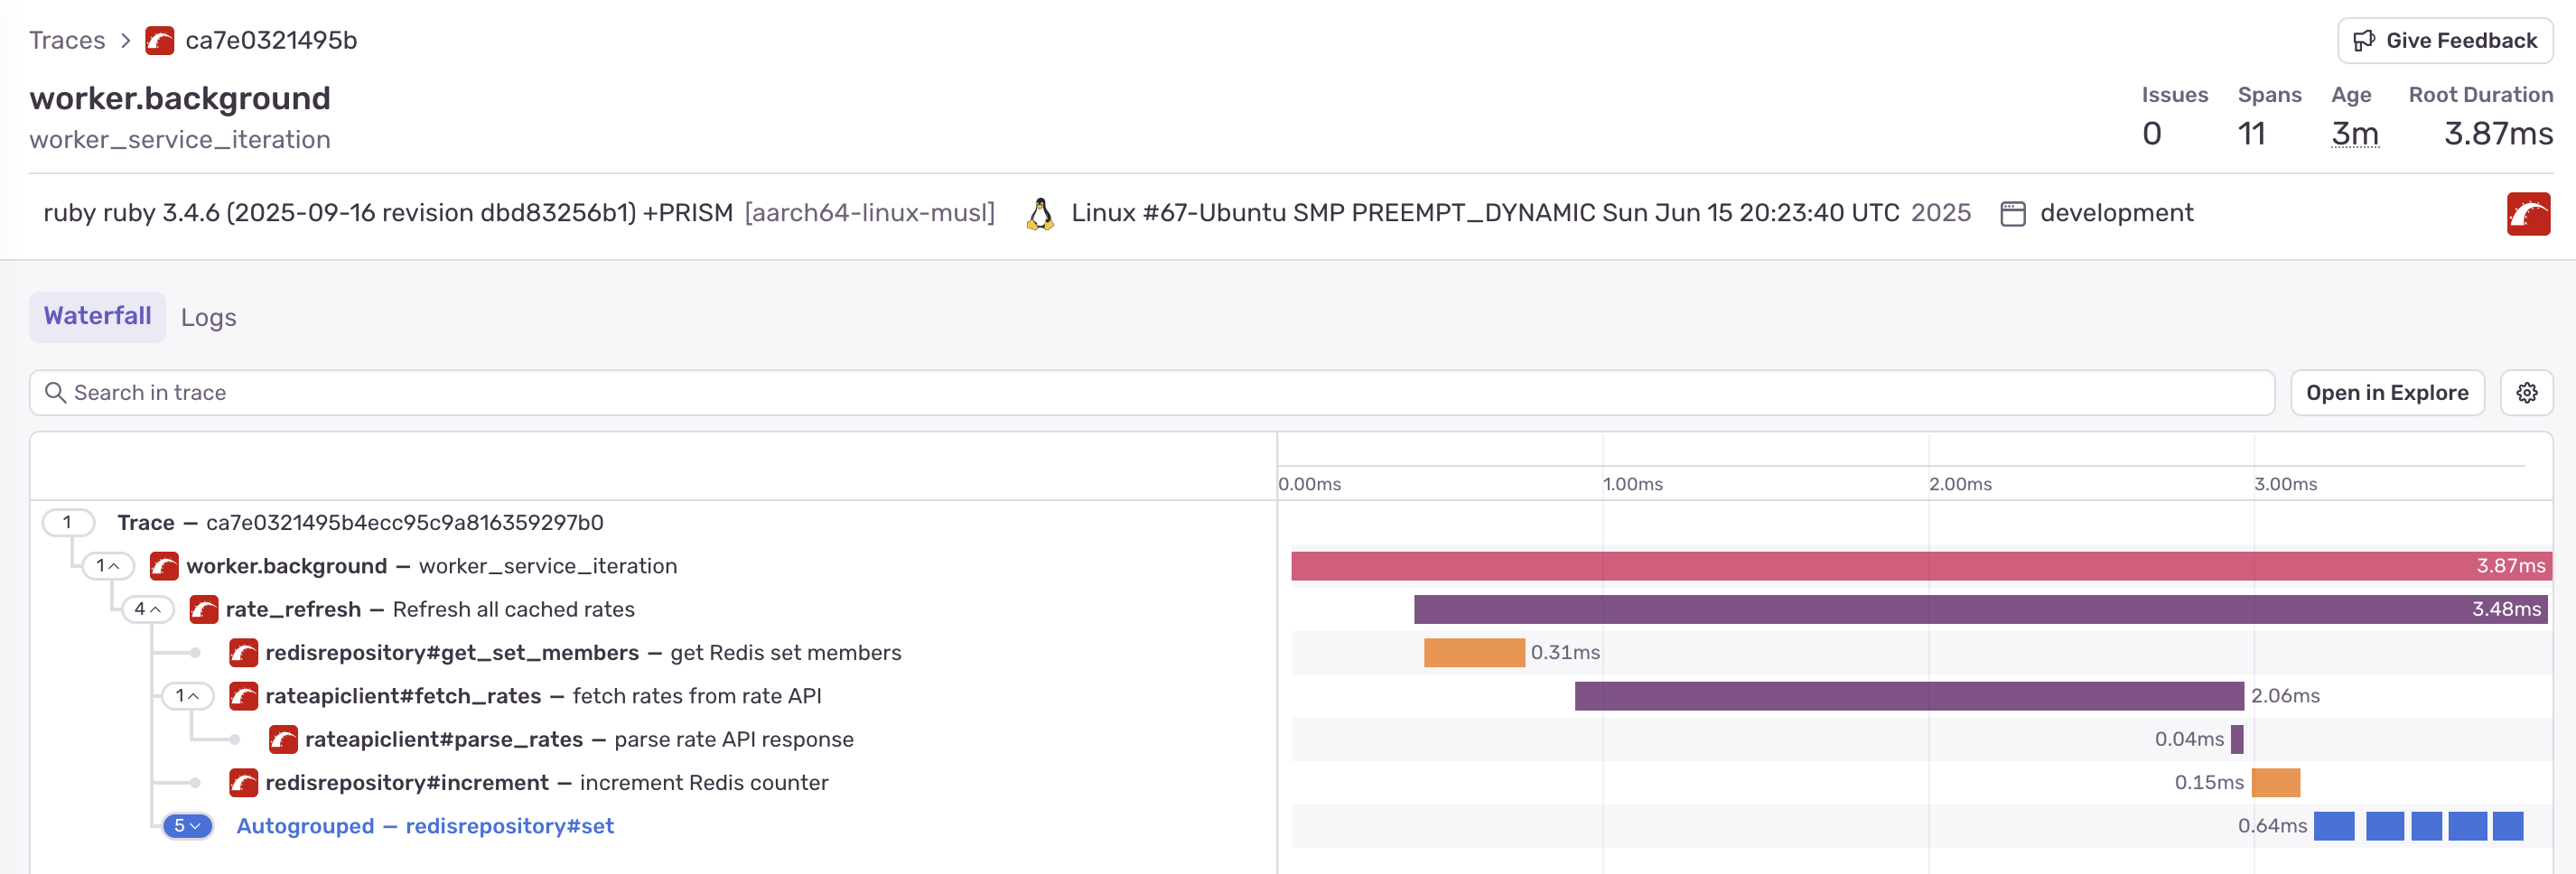 Traces > ca7e0321495b
Give Feedback
worker.background
worker_service_iteration
Issues Spans Age Root Duration
0 11 3m 3.87ms
ruby ruby 3.4.6 (2025-09-16 revision dbd83256b1) +PRISM [aarch64-linux-musl] Linux #67-Ubuntu SMP PREEMPT_DYNAMIC Sun Jun 15 20:23:40 UTC 2025 development
Waterfall Logs
Search in trace
Open in Explore
0.00ms 1.00ms 2.00ms 3.00ms
1 Trace — ca7e0321495b4ecc95c9a816359297b0
1 worker.background — worker_service_iteration 3.87ms
4 rate_refresh — Refresh all cached rates 3.48ms
redisrepository#get_set_members — get Redis set members 0.31ms
1 rateapiclient#fetch_rates — fetch rates from rate API 2.06ms
rateapiclient#parse_rates — parse rate API response 0.04ms
redisrepository#increment — increment Redis counter 0.15ms
5 Autogrouped — redisrepository#set 0.64ms